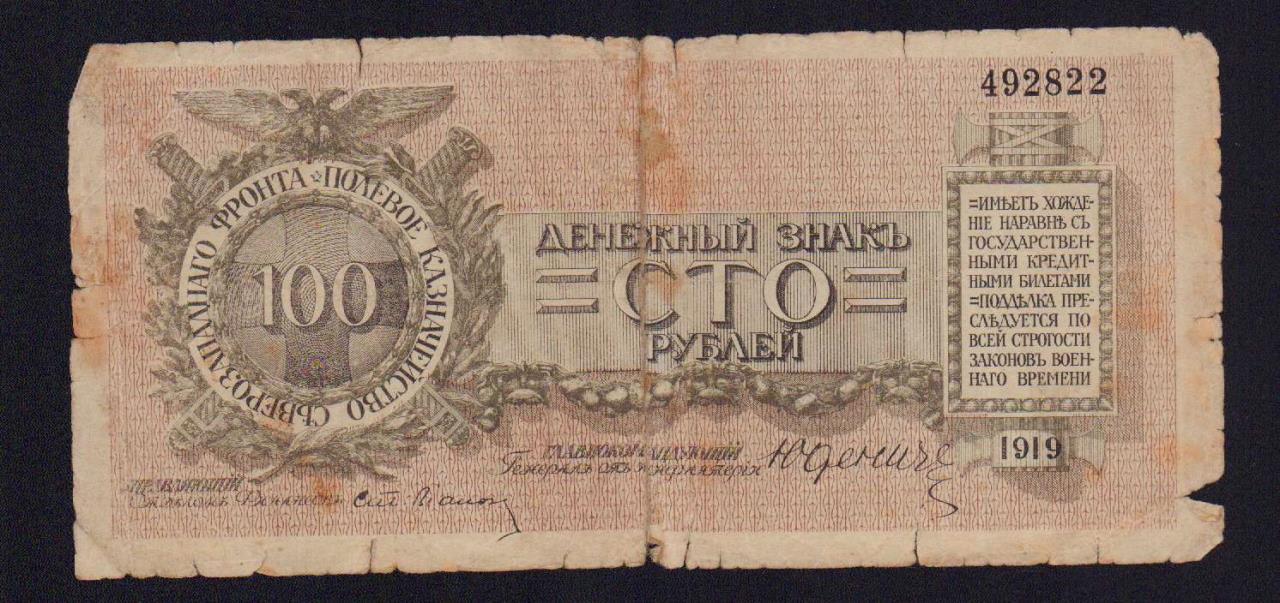 492822
ПОЛЕВОЕ КАЗНАЧЕЙСТВО СѢВЕРОЗАПАДНАГО ФРОНТА
100
ДЕНЕЖНЫЙ ЗНАКЪ
=СТО=
РУБЛЕЙ
=ИМѢЕТЪ ХОЖДЕ-
НІЕ НАРАВНѢ СЪ
ГОСУДАРСТВЕН-
НЫМИ КРЕДИТ-
НЫМИ БИЛЕТАМИ
=ПОДДѢЛКА ПРЕ-
СЛѢДУЕТСЯ ПО
ВСЕЙ СТРОГОСТИ
ЗАКОНОВЪ ВОЕН-
НАГО ВРЕМЕНИ
1919
ГЛАВНОКОМАНДУЮЩІЙ
Генералъ отъ инфантеріи Юденичъ
УПРАВЛЯЮЩІЙ